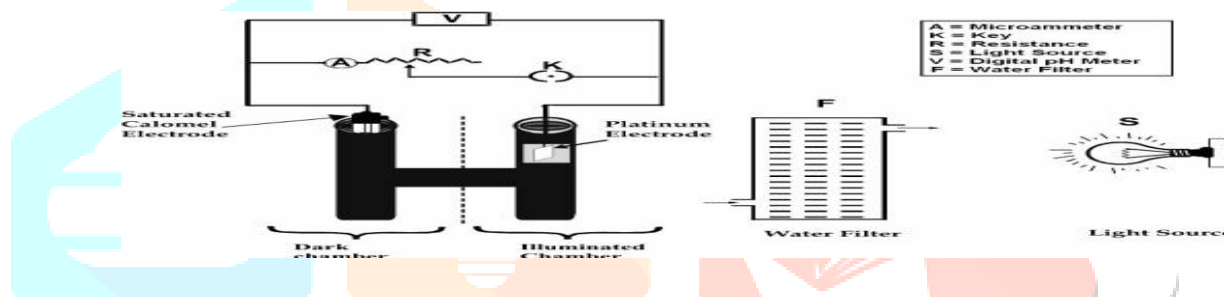 V
A = Microammeter
K = Key
R = Resistance
S = Light Source
V = Digital pH Meter
F = Water Filter
R
A
K
Saturated
Calomel
Electrode
Platinum
Electrode
F
S
Dark
chamber
Illuminated
Chamber
Water Filter
Light Source